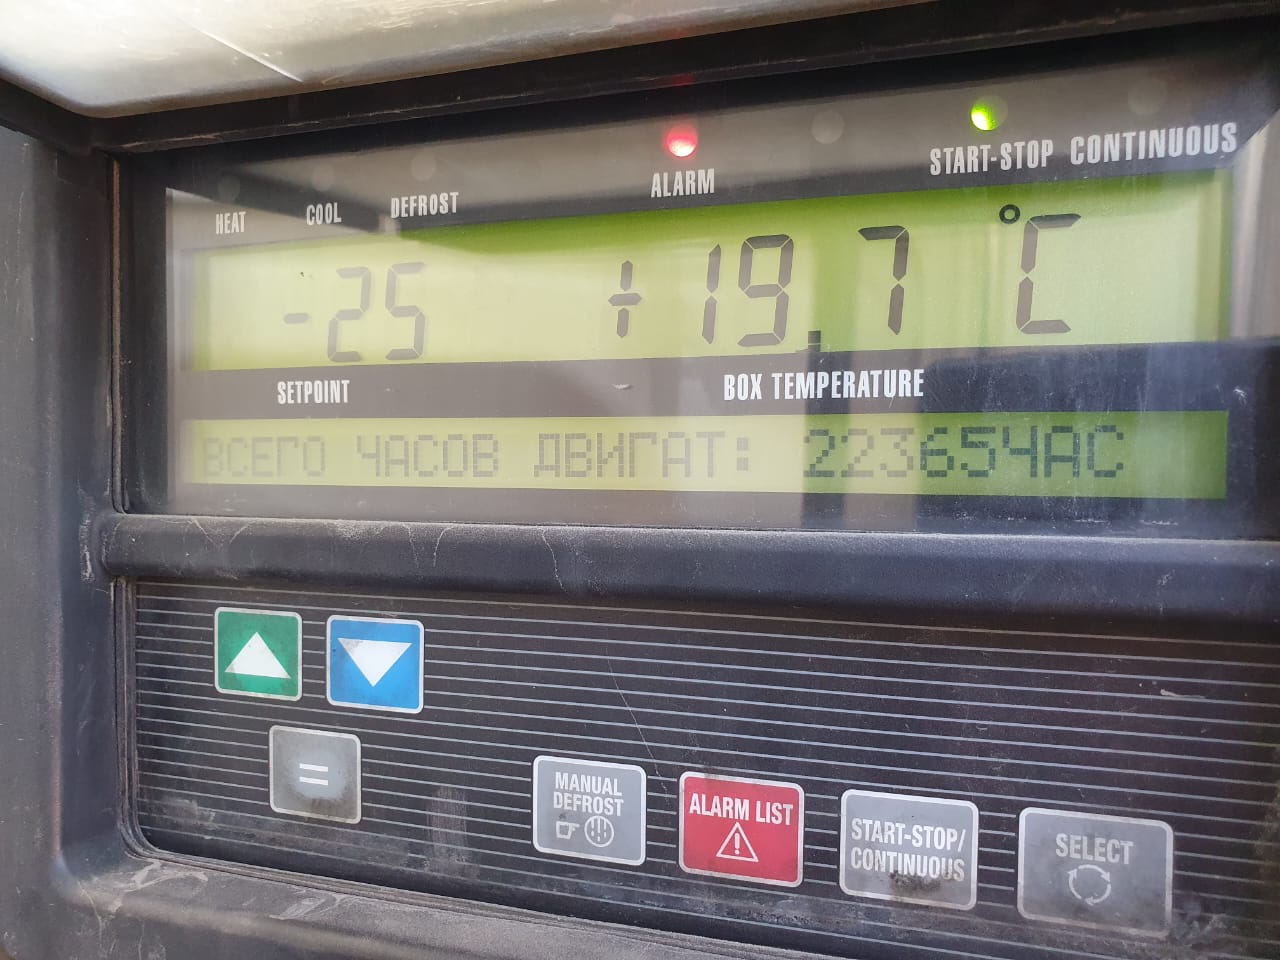 HEAT COOL DEFROST ALARM START-STOP CONTINUOUS
-25 +19,7 °C
SETPOINT BOX TEMPERATURE
ВСЕГО ЧАСОВ ДВИГАТ: 22365ЧАС
=
MANUAL
DEFROST
ALARM LIST
START-STOP/
CONTINUOUS
SELECT